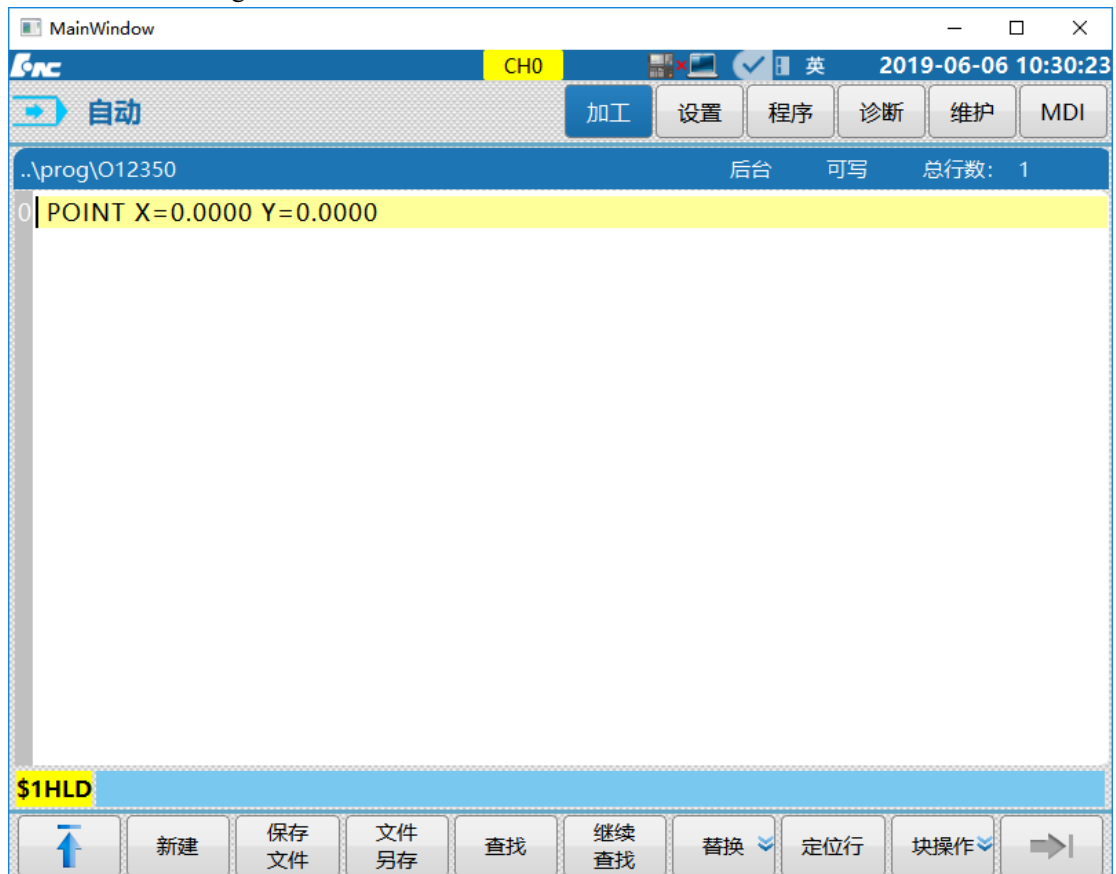 MainWindow
CH0 英 2019-06-06 10:30:23
自动 加工 设置 程序 诊断 维护 MDI
..\prog\O12350 后台 可写 总行数: 1
0 POINT X=0.0000 Y=0.0000
$1HLD
新建 保存文件 文件另存 查找 继续查找 替换 定位行 块操作